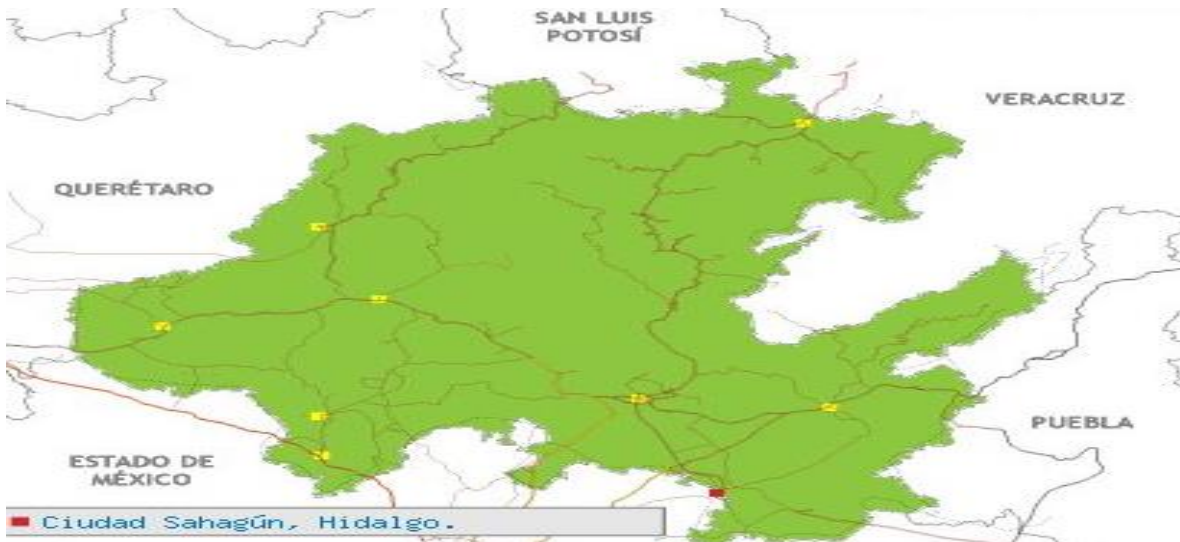 SAN LUIS
POTOSÍ
VERACRUZ
QUERÉTARO
PUEBLA
ESTADO DE
MÉXICO
Ciudad Sahagún, Hidalgo.